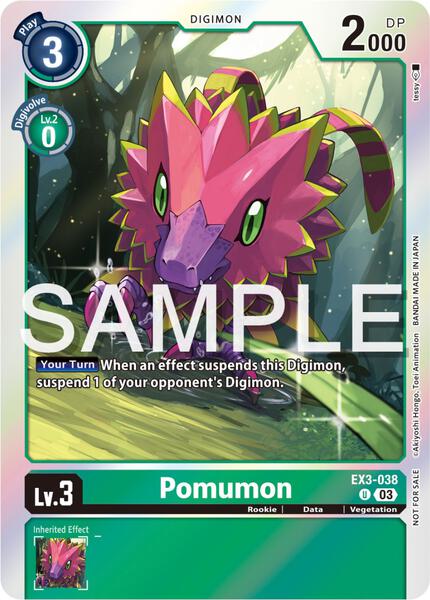 DIGIMON
Play
3
2000
DP
Digivolve
Lv.2
0
tessy
SAMPLE
Your Turn When an effect suspends this Digimon,
suspend 1 of your opponent's Digimon.
©Akiyoshi Hongo, Toei Animation BANDAI MADE IN JAPAN
NOT FOR SALE
Lv.3
Pomumon
EX3-038
U 03
Rookie | Data | Vegetation
Inherited Effect
—